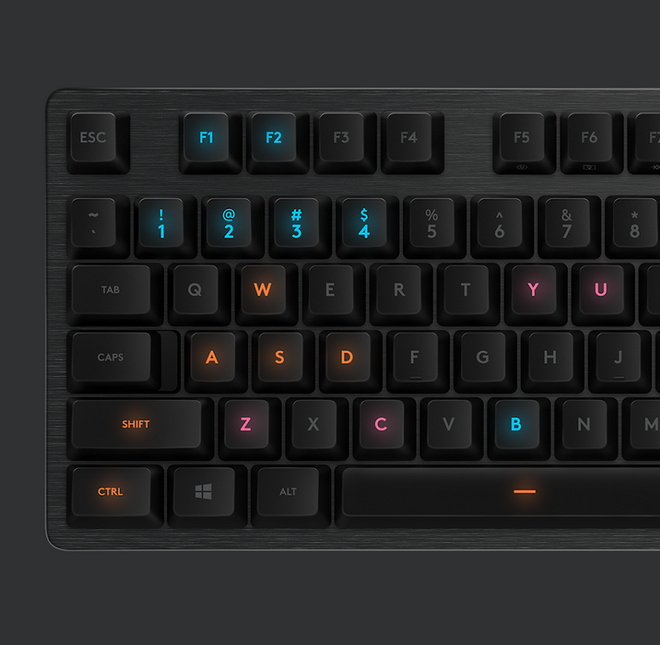 ESC F1 F2 F3 F4 F5 F6 F7
~ ! @ # $ % ^ & *
` 1 2 3 4 5 6 7 8
TAB Q W E R T Y U
CAPS A S D F G H J
SHIFT Z X C V B N M
CTRL ALT